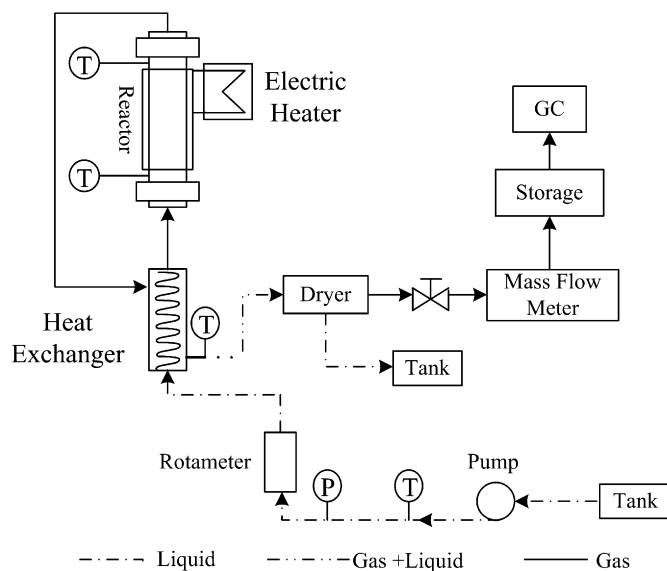 T
Reactor
T
Electric
Heater
GC
Storage
Mass Flow
Meter
Dryer
T
Heat
Exchanger
Tank
Rotameter
P
T
Pump
Tank
Liquid
Gas +Liquid
Gas